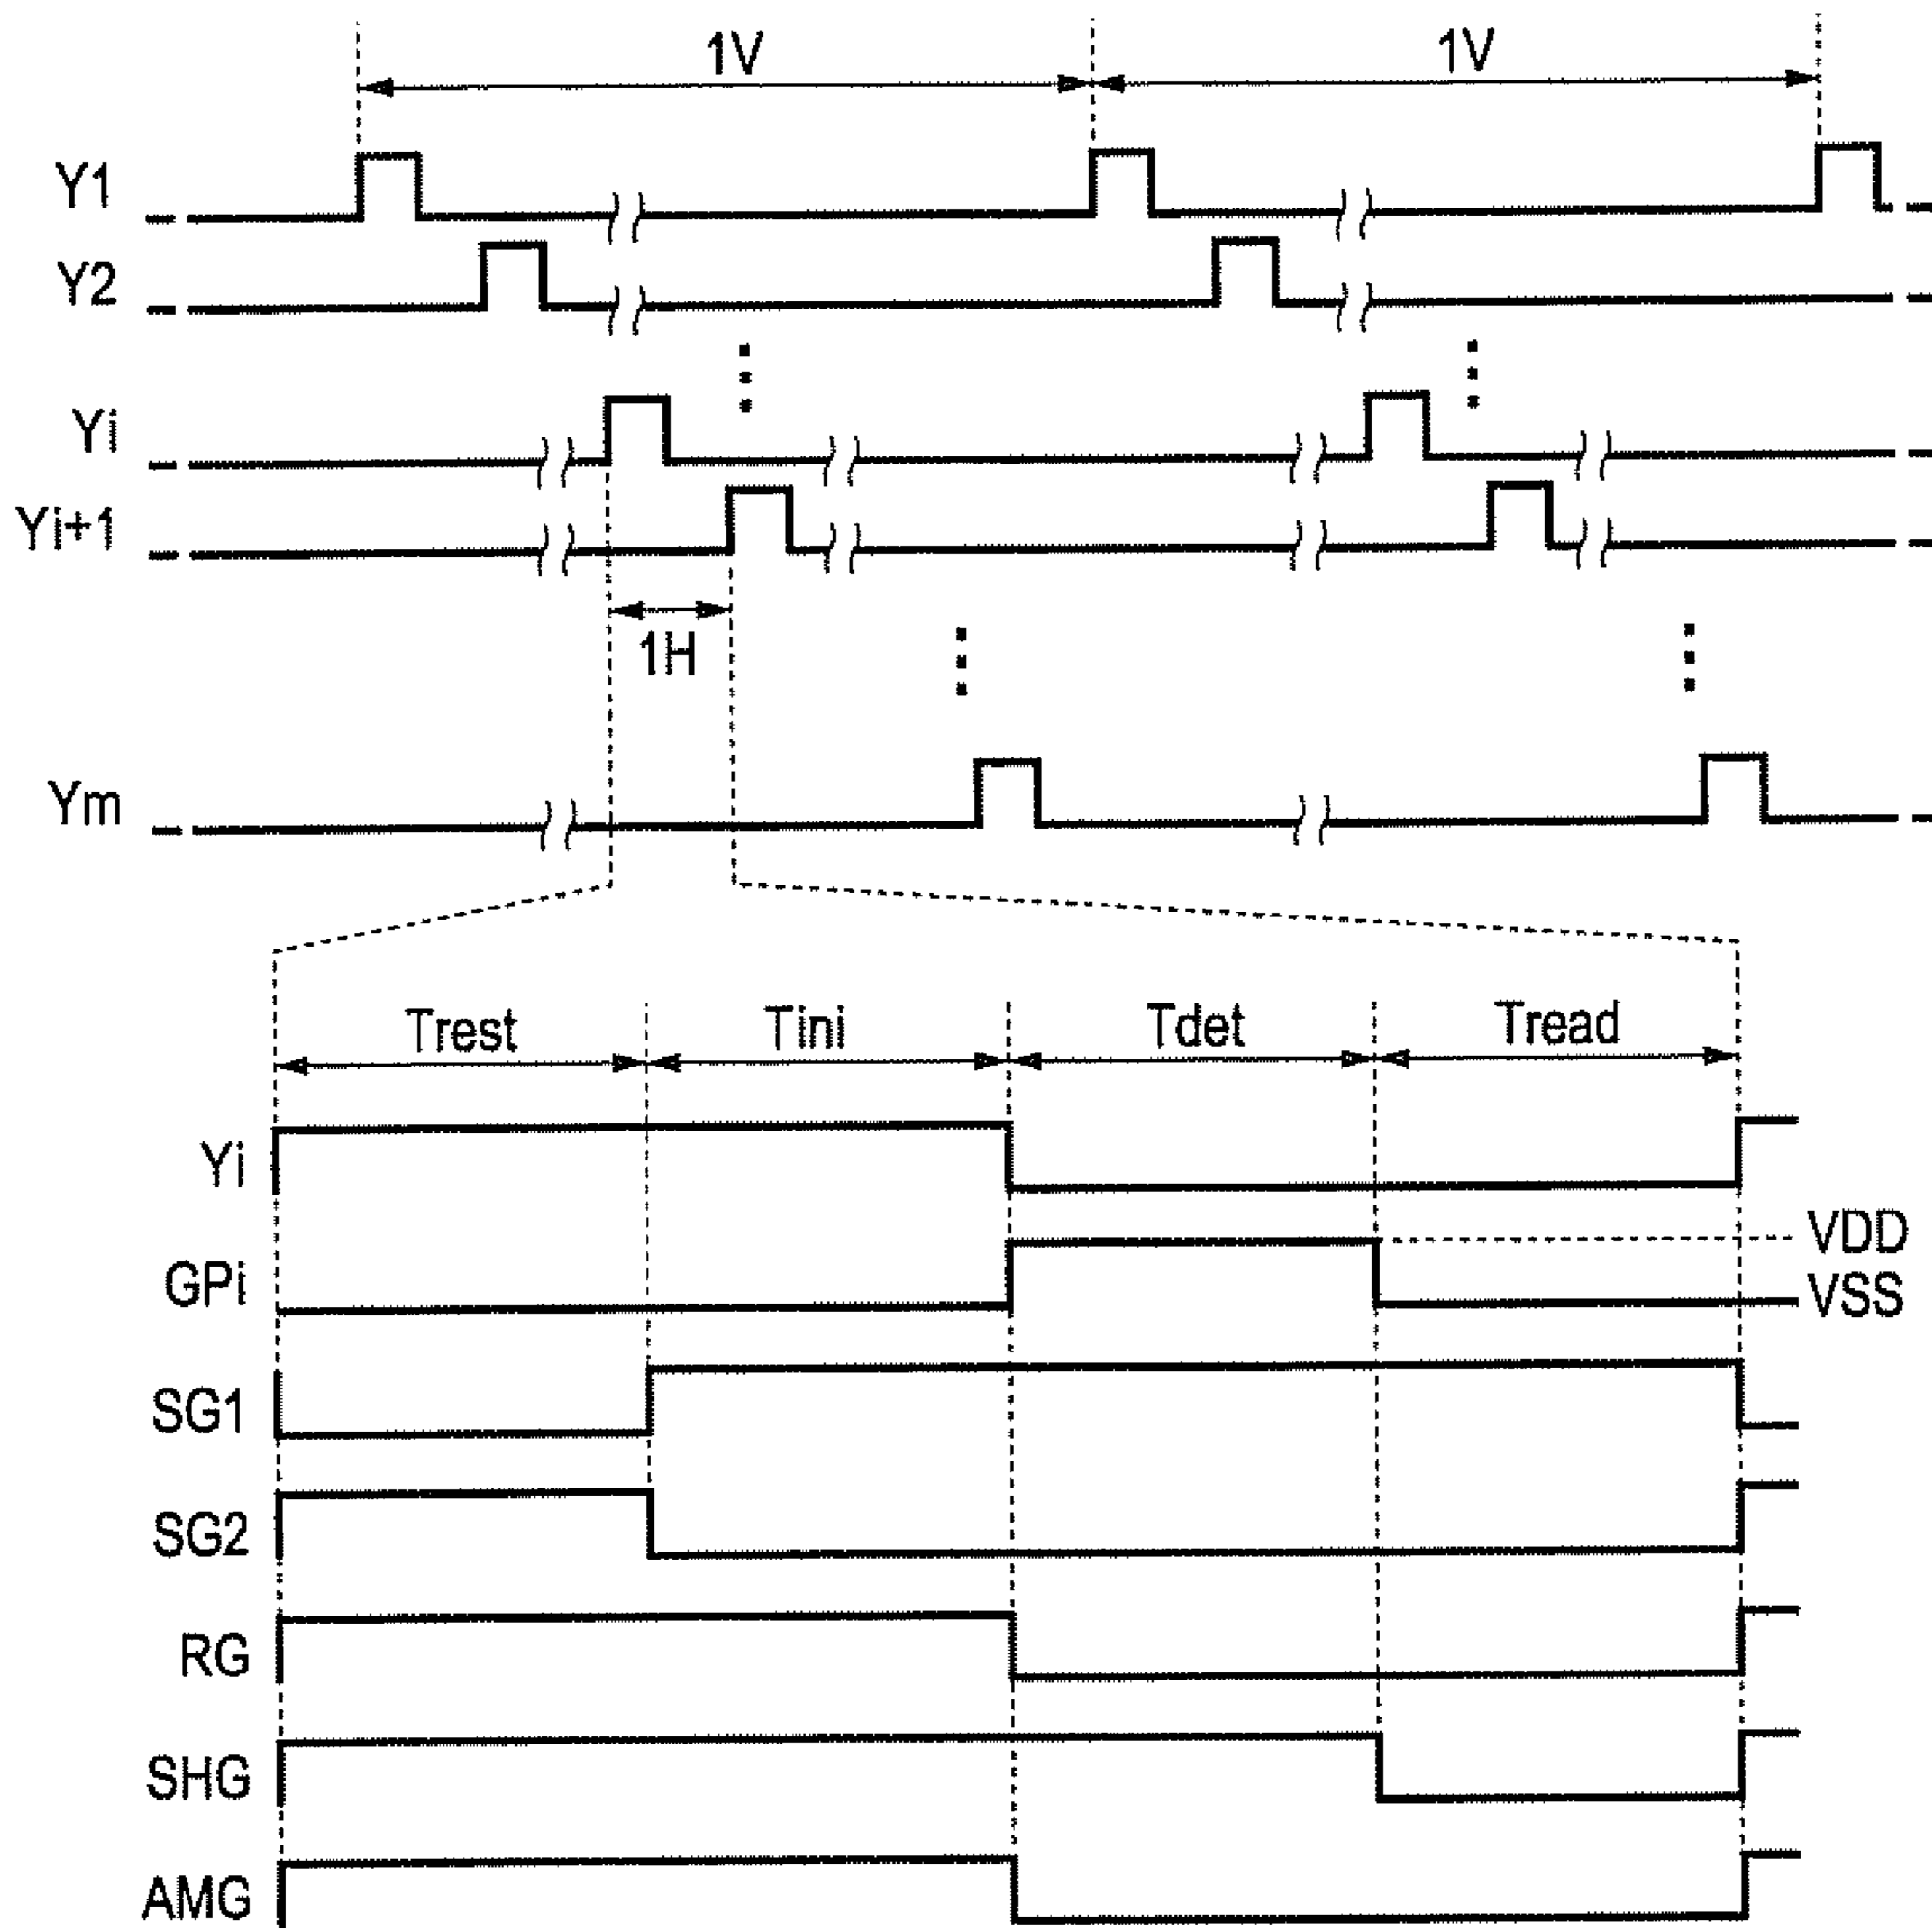 1V 1V
Y1
Y2
Yi
Yi+1
1H
Ym
Trest Tini Tdet Tread
Yi
VDD
GPi VSS
SG1
SG2
RG
SHG
AMG